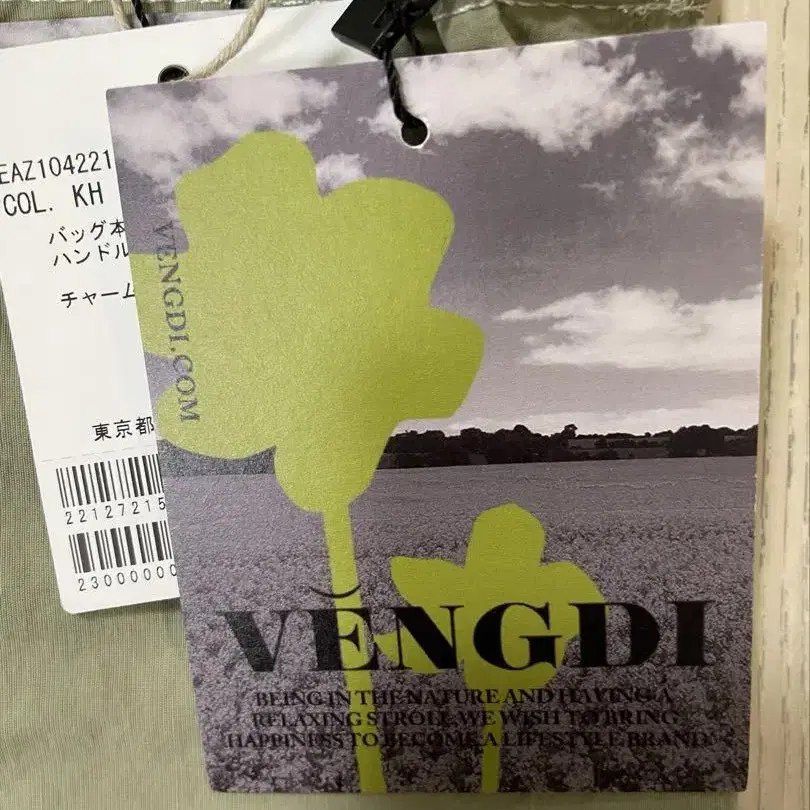 EAZ104221
COL. KH
バッグ本
ハンドル
チャーム
東京都
22127215
23000000
VENGDI.COM
VĔNGDI
BEING IN THE NATURE AND HAVING A
RELAXING STROLL.WE WISH TO BRING
HAPPINESS TO BECOME A LIFESTYLE BRAND.